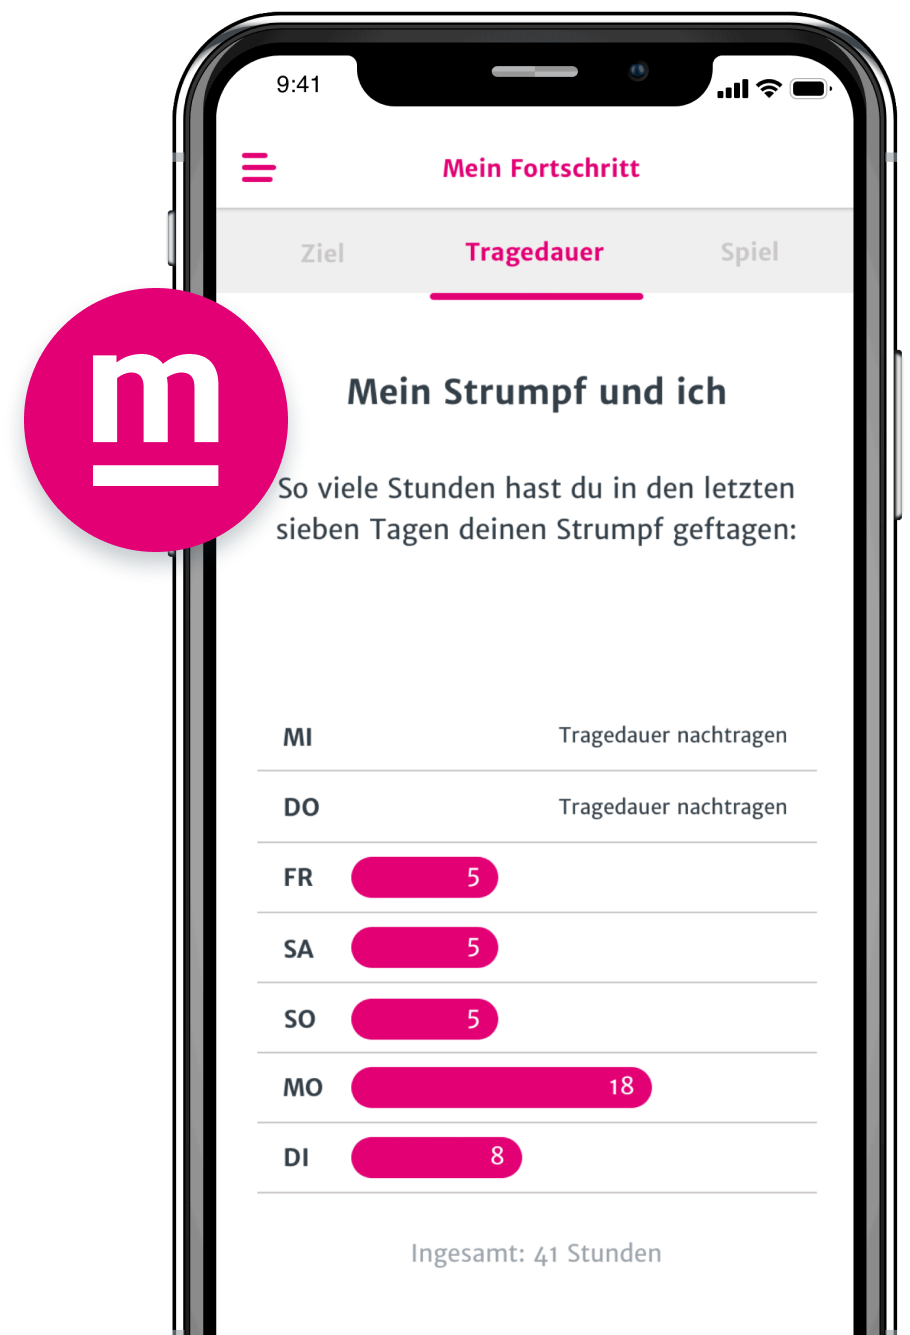 9:41
Mein Fortschritt
Ziel Tragedauer Spiel
m
Mein Strumpf und ich
So viele Stunden hast du in den letzten
sieben Tagen deinen Strumpf geftagen:
MI Tragedauer nachtragen
DO Tragedauer nachtragen
FR 5
SA 5
SO 5
MO 18
DI 8
Ingesamt: 41 Stunden